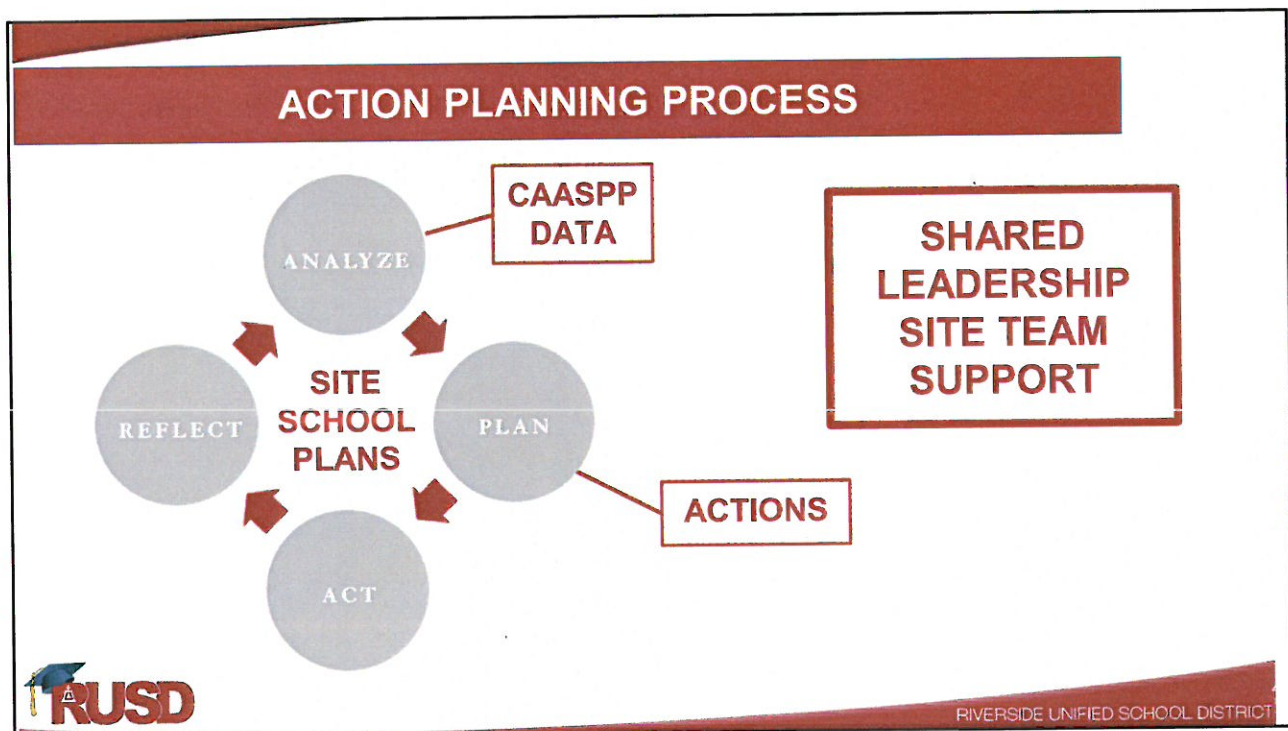 ACTION PLANNING PROCESS
ANALYZE
CAASPP
DATA
SHARED
LEADERSHIP
SITE TEAM
SUPPORT
SITE
SCHOOL
PLANS
REFLECT
PLAN
ACTIONS
ACT
RUSD
RIVERSIDE UNIFIED SCHOOL DISTRICT